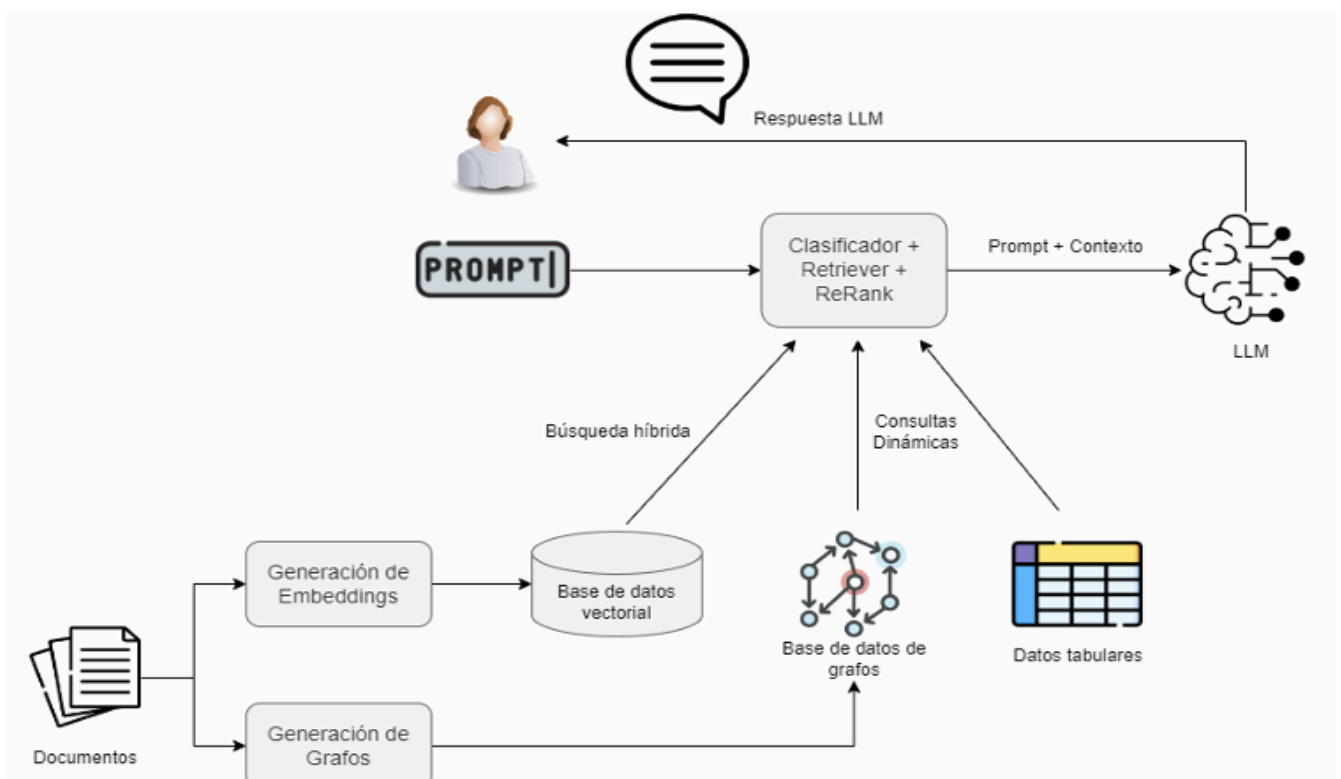 Respuesta LLM
PROMPT
Clasificador +
Retriever +
ReRank
Prompt + Contexto
LLM
Búsqueda híbrida
Consultas
Dinámicas
Generación de
Embeddings
Base de datos
vectorial
Base de datos de
grafos
Datos tabulares
Documentos
Generación de
Grafos